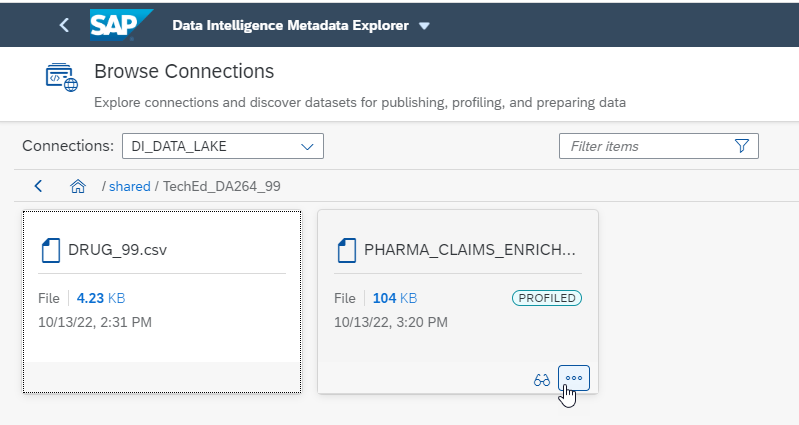 SAP Data Intelligence Metadata Explorer
Browse Connections
Explore connections and discover datasets for publishing, profiling, and preparing data
Connections: DI_DATA_LAKE Filter items
/ shared / TechEd_DA264_99
DRUG_99.csv
File 4.23 KB
10/13/22, 2:31 PM
PHARMA_CLAIMS_ENRICH...
File 104 KB PROFILED
10/13/22, 3:20 PM